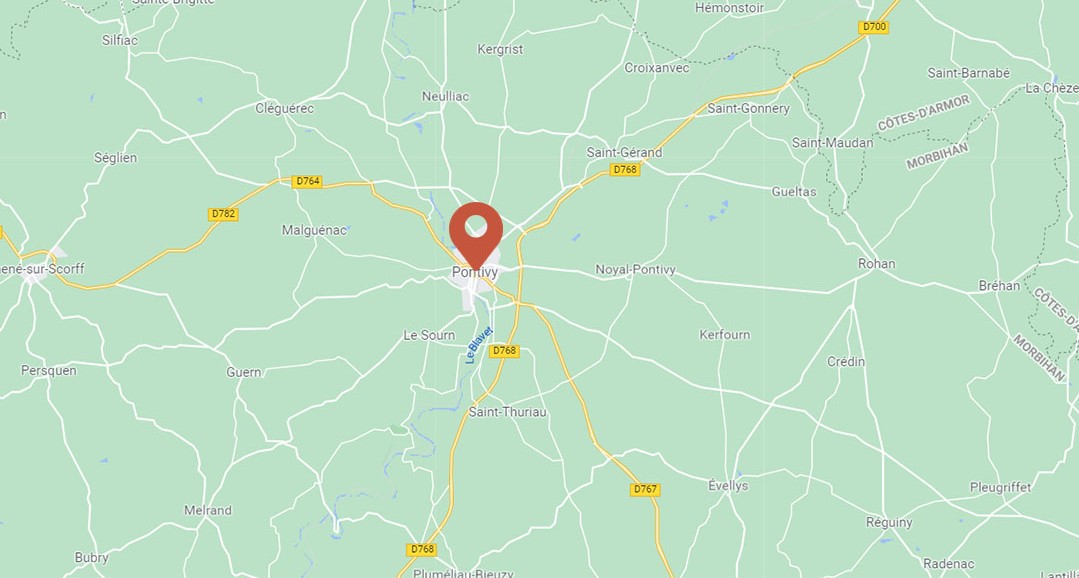 Sainte-Brigitte
Hémonstoir
D700
Silfiac
Kergrist
Croixanvec
Saint-Barnabé
La Chèze
Neulliac
Cléguérec
Saint-Gonnery
CÔTES-D'ARMOR
MORBIHAN
Saint-Maudan
Séglien
Saint-Gérand
D768
D764
Gueltas
D782
Malguénac
ené-sur-Scorff
Pontivy
Noyal-Pontivy
Rohan
Bréhan
CÔTES-D'A
MORBIHAN
Le Sourn
Le Blavet
Kerfourn
D768
Crédin
Persquen
Guern
Saint-Thuriau
D767
Évellys
Pleugriffet
Melrand
Réguiny
D768
Bubry
Radenac
Pluméliau-Bieuzy
Lantill